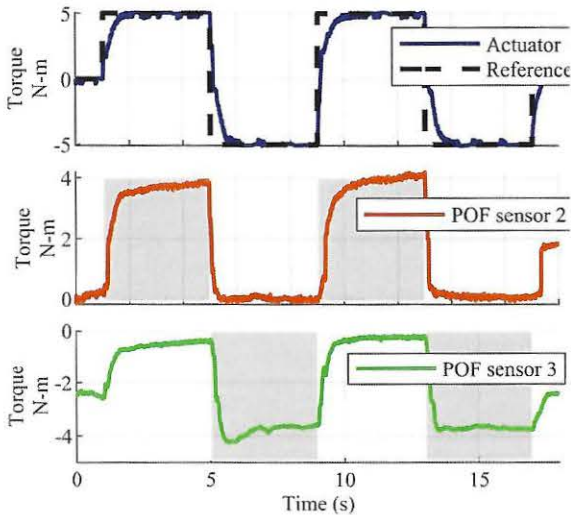 5
0
-5
Torque
N-m
Actuator
Reference
4
2
0
Torque
N-m
POF sensor 2
-0
-2
-4
Torque
N-m
POF sensor 3
0
5
10
15
Time (s)